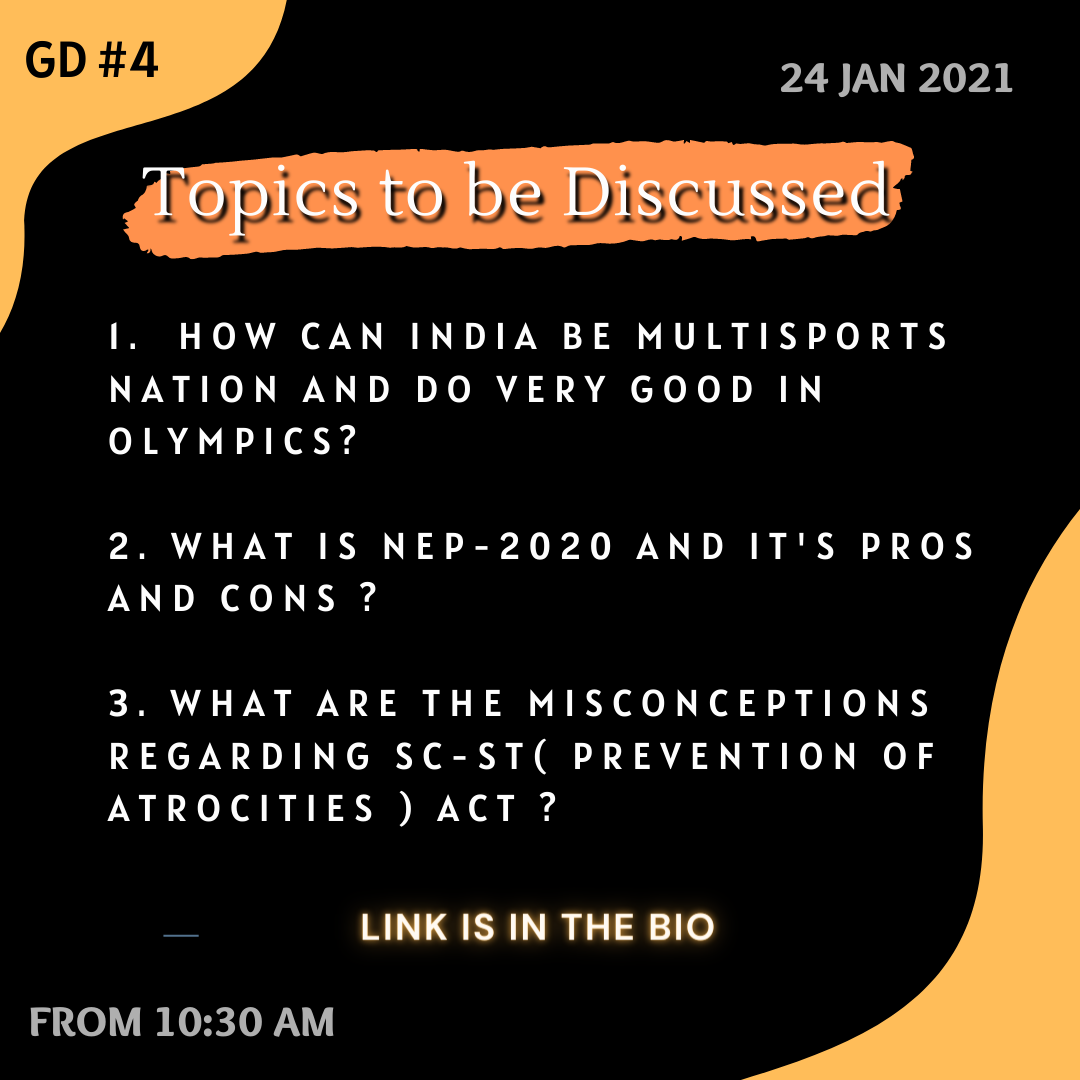 GD #4
24 JAN 2021
Topics to be Discussed
1. HOW CAN INDIA BE MULTISPORTS
NATION AND DO VERY GOOD IN
OLYMPICS?
2. WHAT IS NEP-2020 AND IT'S PROS
AND CONS ?
3. WHAT ARE THE MISCONCEPTIONS
REGARDING SC-ST( PREVENTION OF
ATROCITIES ) ACT ?
LINK IS IN THE BIO
FROM 10:30 AM